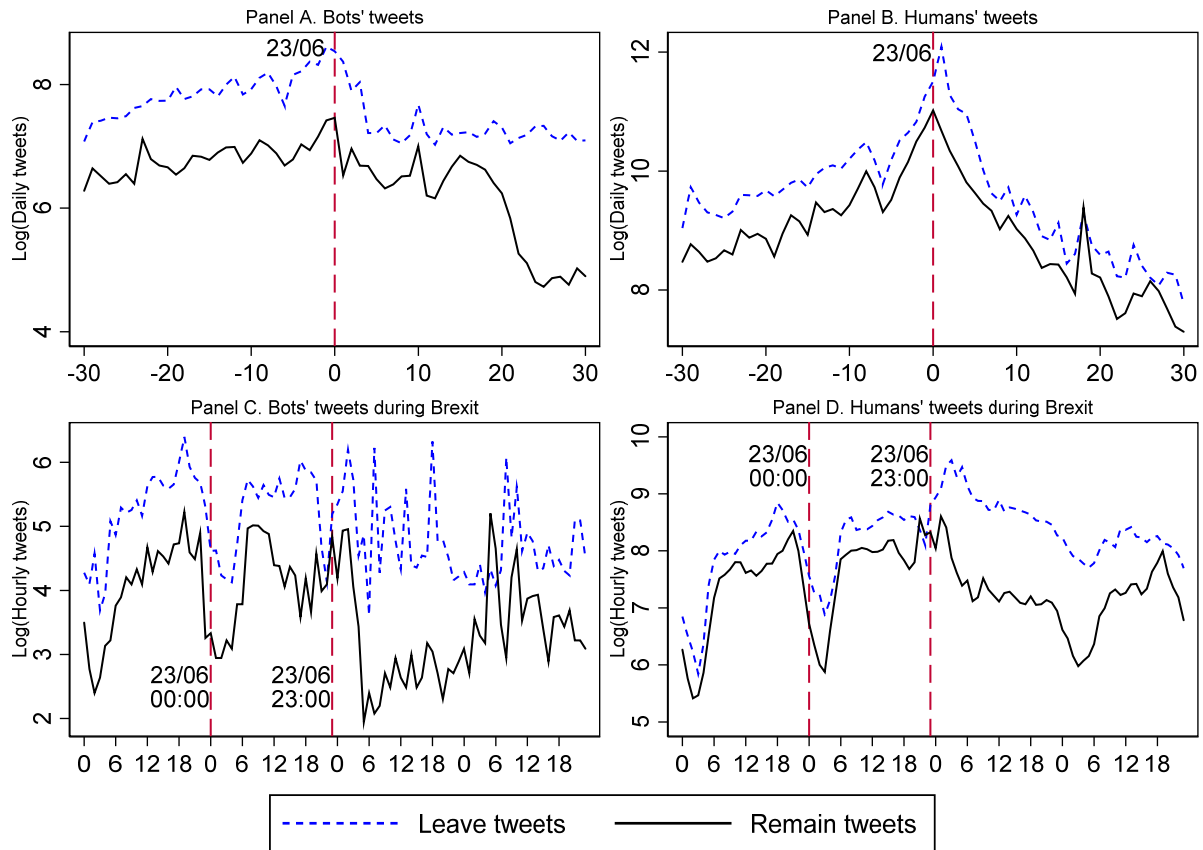 Panel A. Bots' tweets
Log(Daily tweets)
8
6
4
23/06
-30 -20 -10 0 10 20 30
Panel B. Humans' tweets
Log(Daily tweets)
12
10
8
23/06
-30 -20 -10 0 10 20 30
Panel C. Bots' tweets during Brexit
Log(Hourly tweets)
6
5
4
3
2
23/06
00:00
23/06
23:00
0 6 12 18 0 6 12 18 0 6 12 18 0 6 12 18
Panel D. Humans' tweets during Brexit
Log(Hourly tweets)
10
9
8
7
6
5
23/06
00:00
23/06
23:00
0 6 12 18 0 6 12 18 0 6 12 18 0 6 12 18
Leave tweets Remain tweets